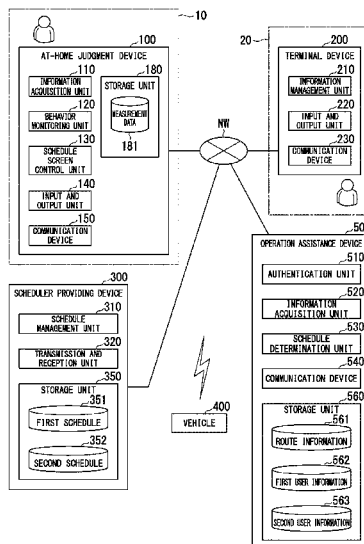 10
100
AT-HOME JUDGMENT DEVICE
110
INFORMATION
ACQUISITION UNIT
120
BEHAVIOR
MONITORING UNIT
130
SCHEDULE
SCREEN
CONTROL UNIT
140
INPUT AND
OUTPUT UNIT
150
COMMUNICATION
DEVICE
180
STORAGE UNIT
MEASUREMENT
DATA
181
NW
20
200
TERMINAL DEVICE
210
INFORMATION
MANAGEMENT UNIT
220
INPUT AND
OUTPUT UNIT
230
COMMUNICATION
DEVICE
300
SCHEDULER PROVIDING DEVICE
310
SCHEDULE
MANAGEMENT UNIT
320
TRANSMISSION AND
RECEPTION UNIT
350
STORAGE UNIT
351
FIRST SCHEDULE
352
SECOND SCHEDULE
400
VEHICLE
OPERATION ASSISTANCE DEVICE
510
AUTHENTICATION UNIT
520
INFORMATION
ACQUISITION UNIT
530
SCHEDULE
DETERMINATION UNIT
540
COMMUNICATION DEVICE
560
STORAGE UNIT
561
ROUTE INFORMATION
562
FIRST USER INFORMATION
563
SECOND USER INFORMATION